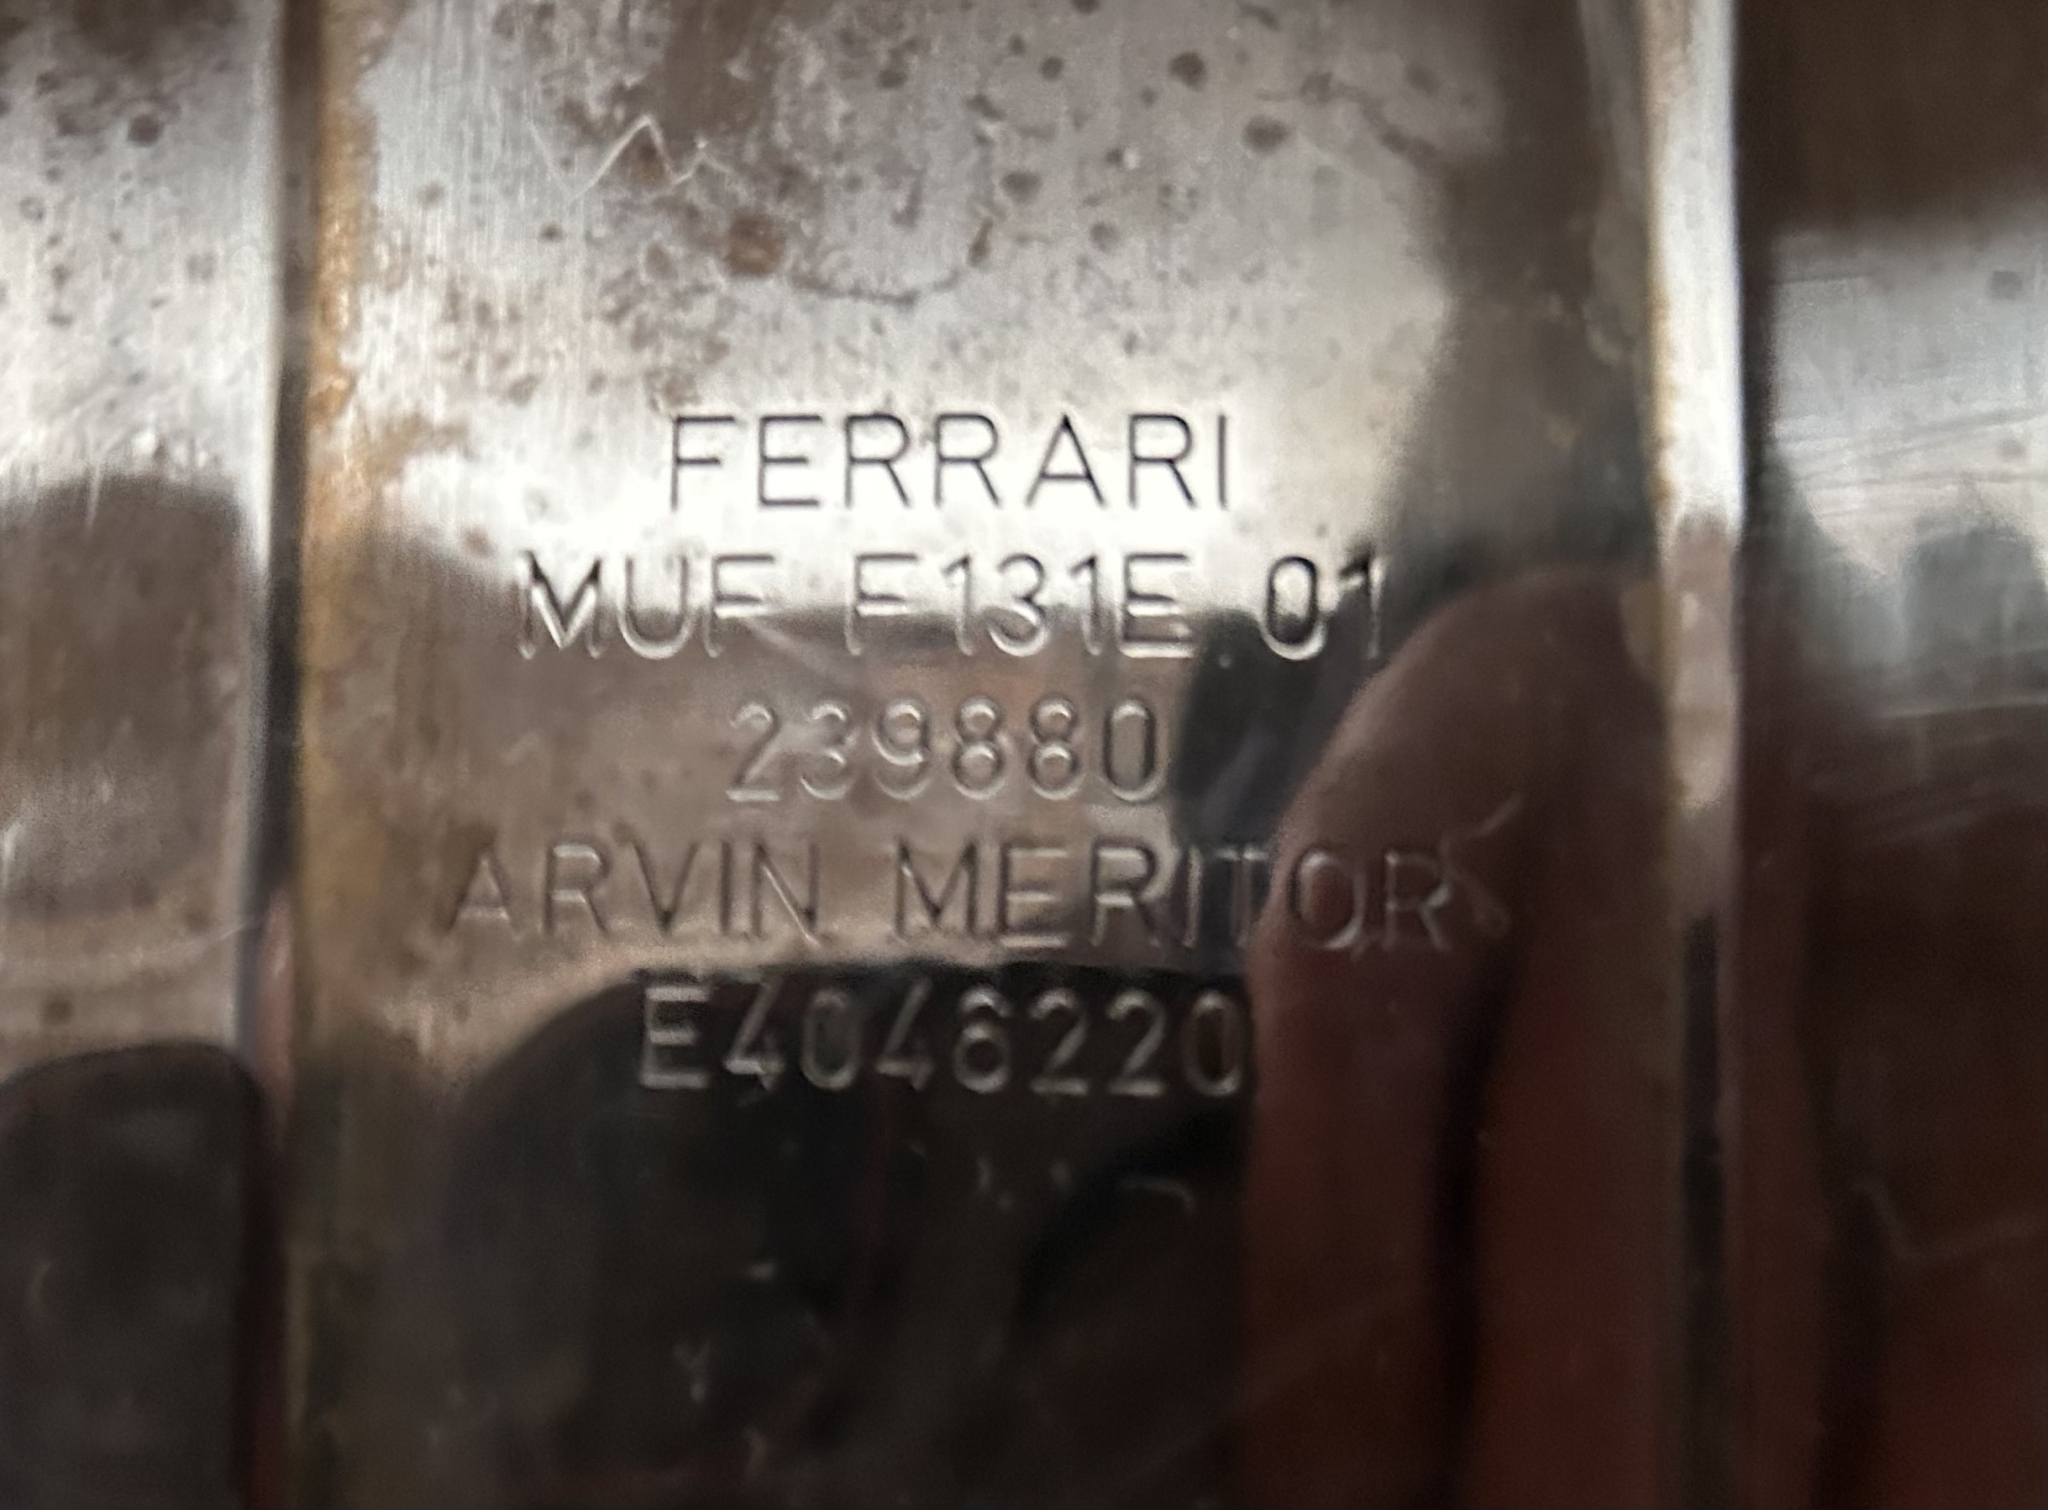 FERRARI
MUF F131E 01
239880
ARVIN MERITOR
E4046220